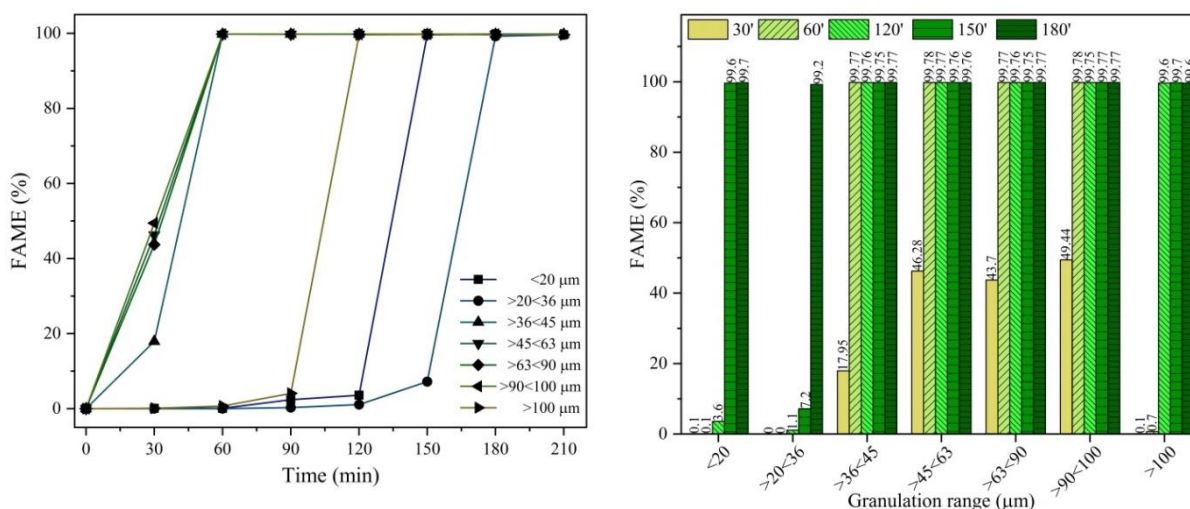 100
80
60
40
20
0
FAME (%)
0 30 60 90 120 150 180 210
Time (min)
<20 μm
>20<36 μm
>36<45 μm
>45<63 μm
>63<90 μm
>90<100 μm
>100 μm
30' 60' 120' 150' 180'
100
80
60
40
20
0
FAME (%)
0.1 0.1 3.6 99.6 99.7
0 0 1.1 7.2 99.2
17.95 99.77 99.76 99.75 99.77
46.28 99.78 99.77 99.76 99.76
43.7 99.77 99.76 99.75 99.77
49.44 99.78 99.75 99.77 99.77
0.1 0.7 99.6 99.7 99.6
<20 >20<36 >36<45 >45<63 >63<90 >90<100 >100
Granulation range (μm)